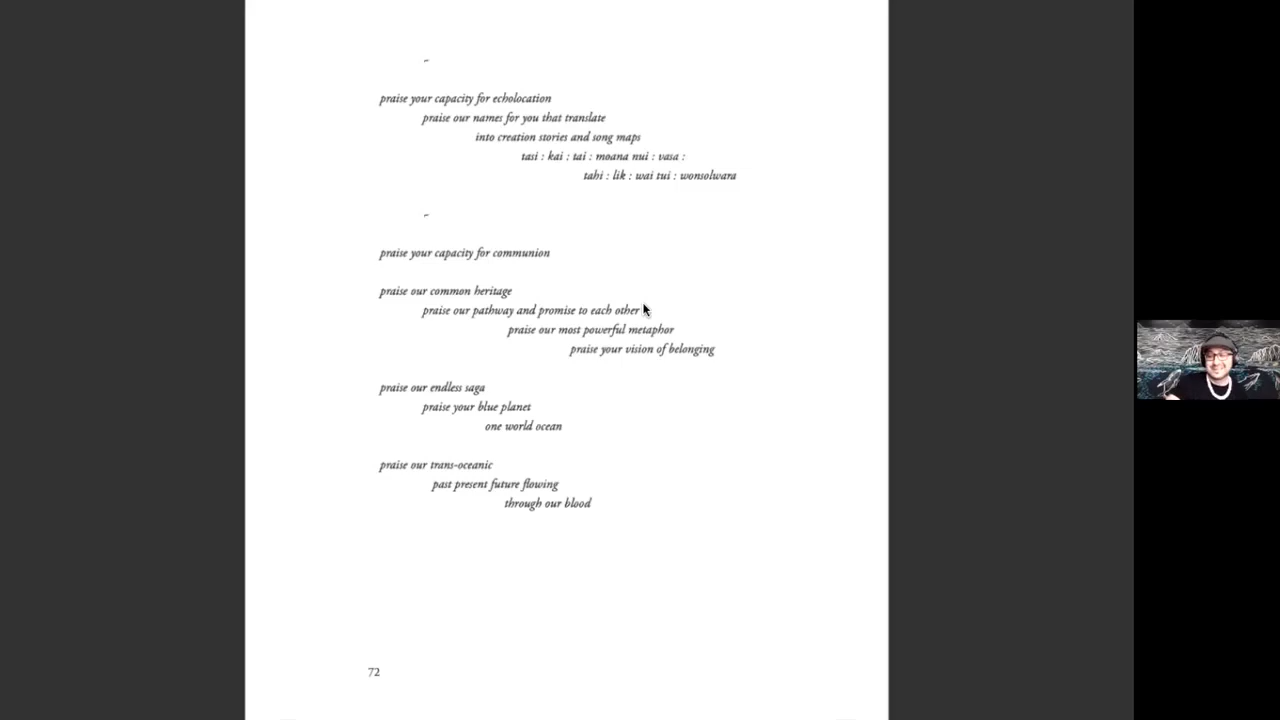 ~
praise your capacity for echolocation
praise our names for you that translate
into creation stories and song maps
tasi : kai : tai : moana nui : vasa :
tahi : lik : wai tui : wonsolwara
~
praise your capacity for communion
praise our common heritage
praise our pathway and promise to each other
praise our most powerful metaphor
praise your vision of belonging
praise our endless saga
praise your blue planet
one world ocean
praise our trans-oceanic
past present future flowing
through our blood
72